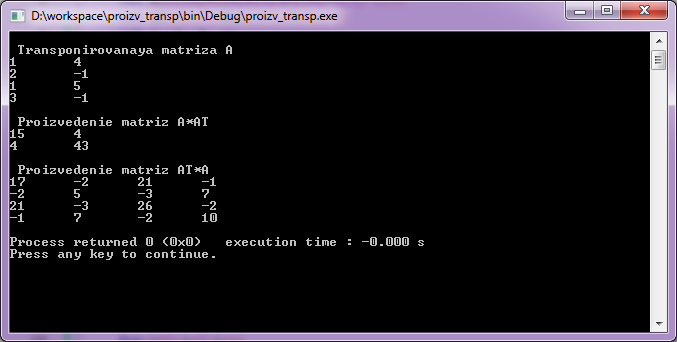 D:\workspace\proizv_transp\bin\Debug\proizv_transp.exe
Transponirovanaya matriza A
1 4
2 -1
1 5
3 -1
Proizvedenie matriz A*AT
15 4
4 43
Proizvedenie matriz AT*A
17 -2 21 -1
-2 5 -3 7
21 -3 26 -2
-1 7 -2 10
Process returned 0 (0x0) execution time : -0.000 s
Press any key to continue.